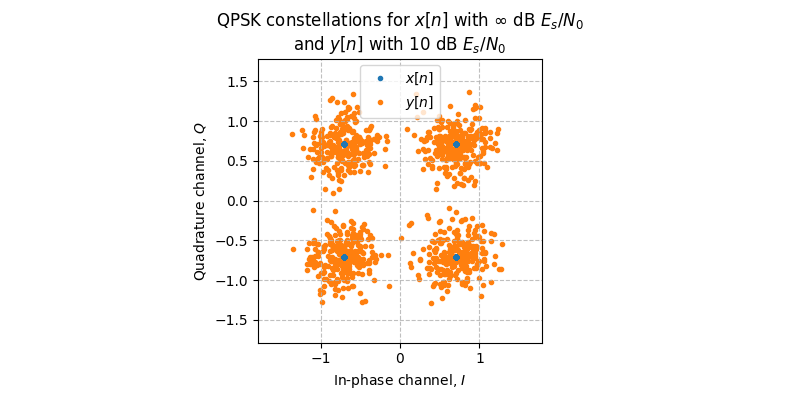 QPSK constellations for x[n] with ∞ dB E_s/N_0
and y[n] with 10 dB E_s/N_0
x[n]
y[n]
1.5
1.0
0.5
0.0
−0.5
−1.0
−1.5
Quadrature channel, Q
−1 0 1
In-phase channel, I